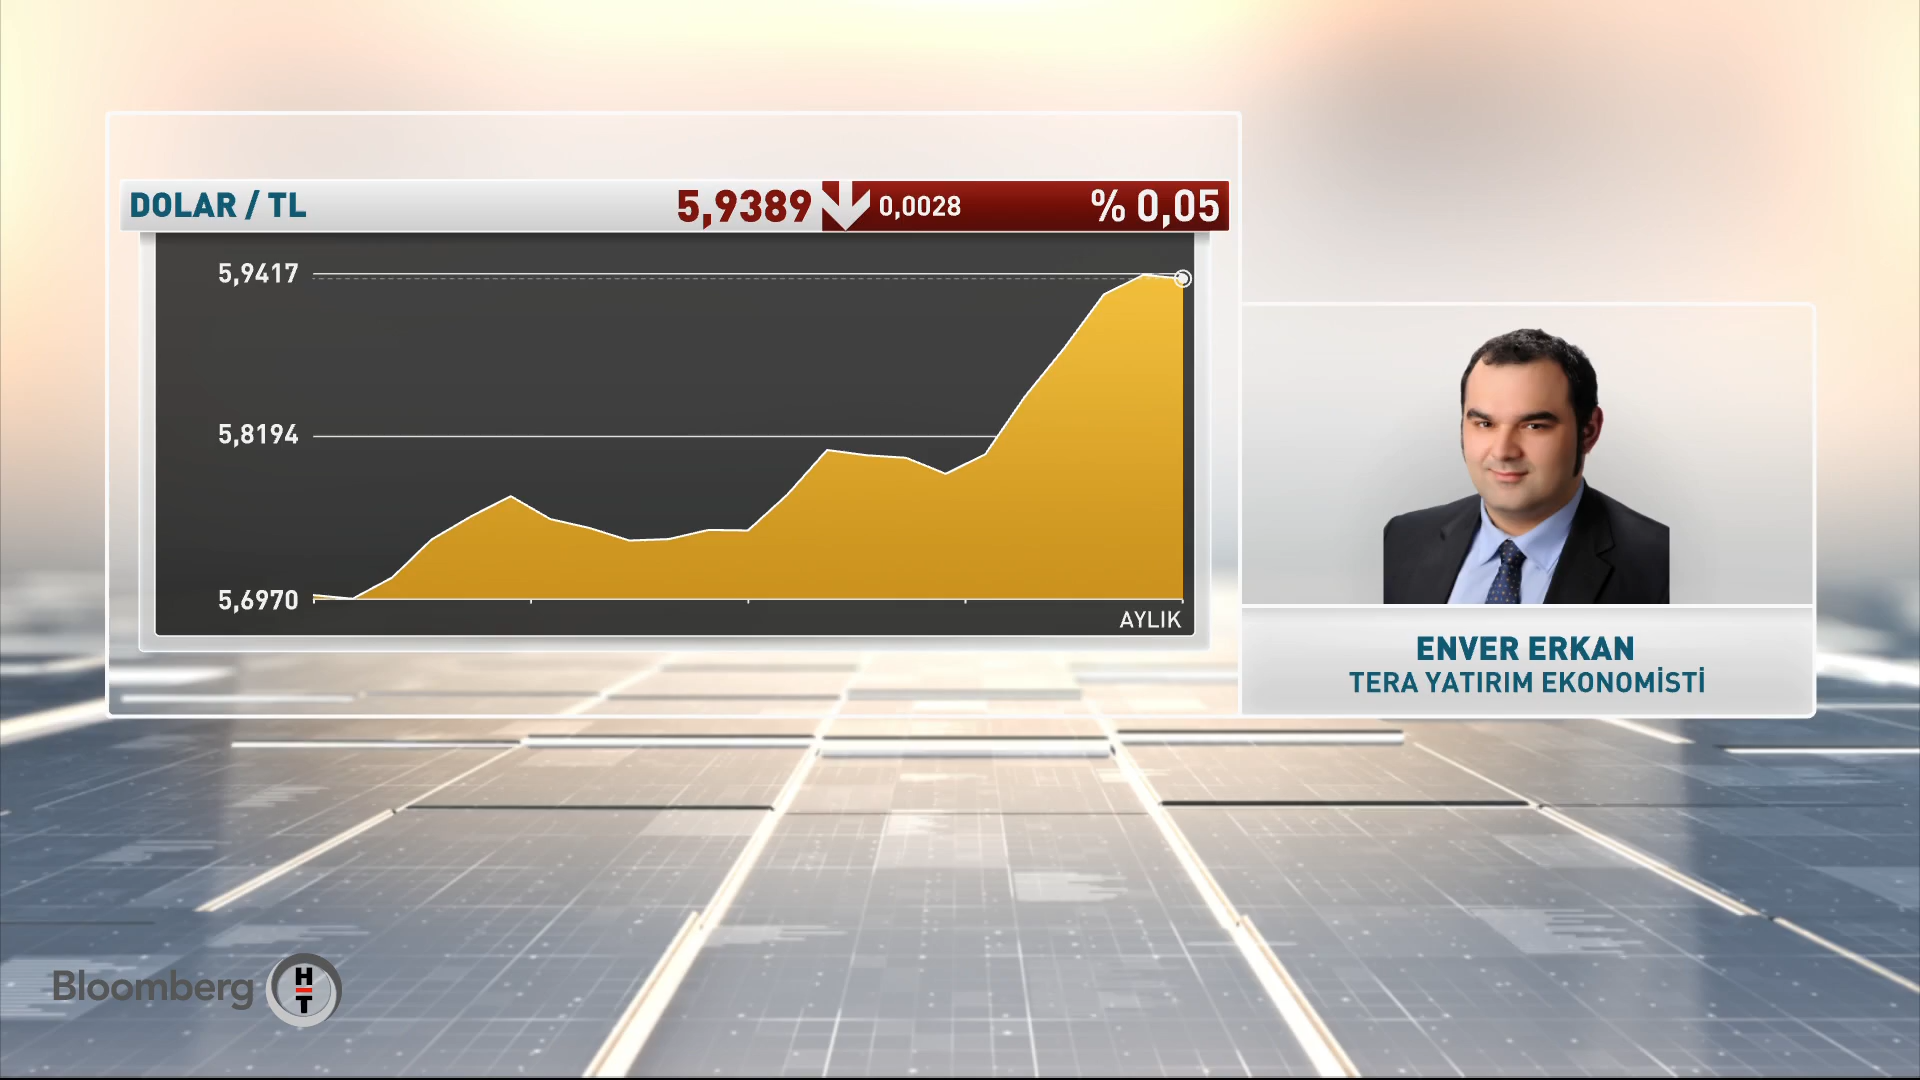 DOLAR / TL 5,9389 0,0028 % 0,05
5,9417
5,8194
5,6970
AYLIK
ENVER ERKAN
TERA YATIRIM EKONOMİSTİ
Bloomberg HT